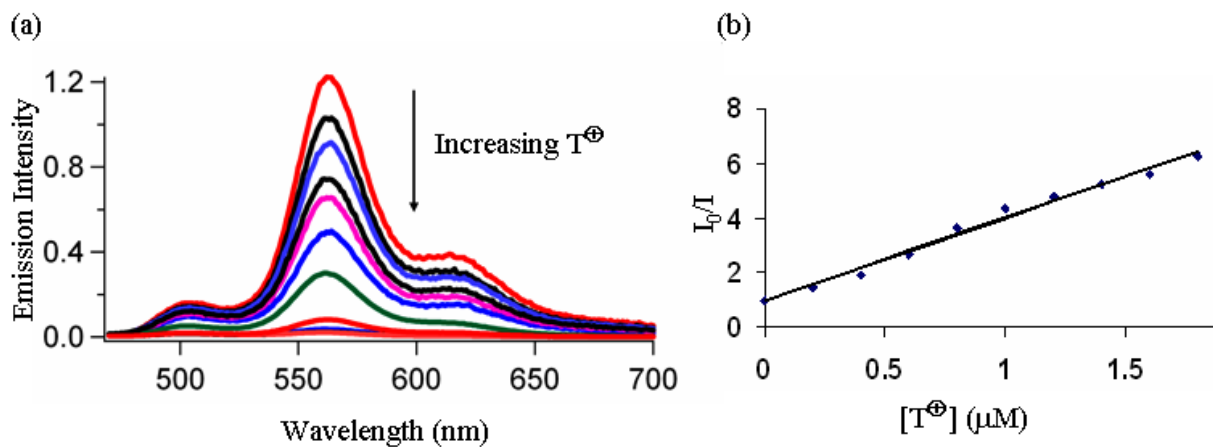 (a)
1.2
0.8
0.4
0.0
Emission Intensity
Increasing T⊕
500 550 600 650 700
Wavelength (nm)
(b)
8
6
4
2
0
I₀/I
0 0.5 1 1.5
[T⊕] (μM)